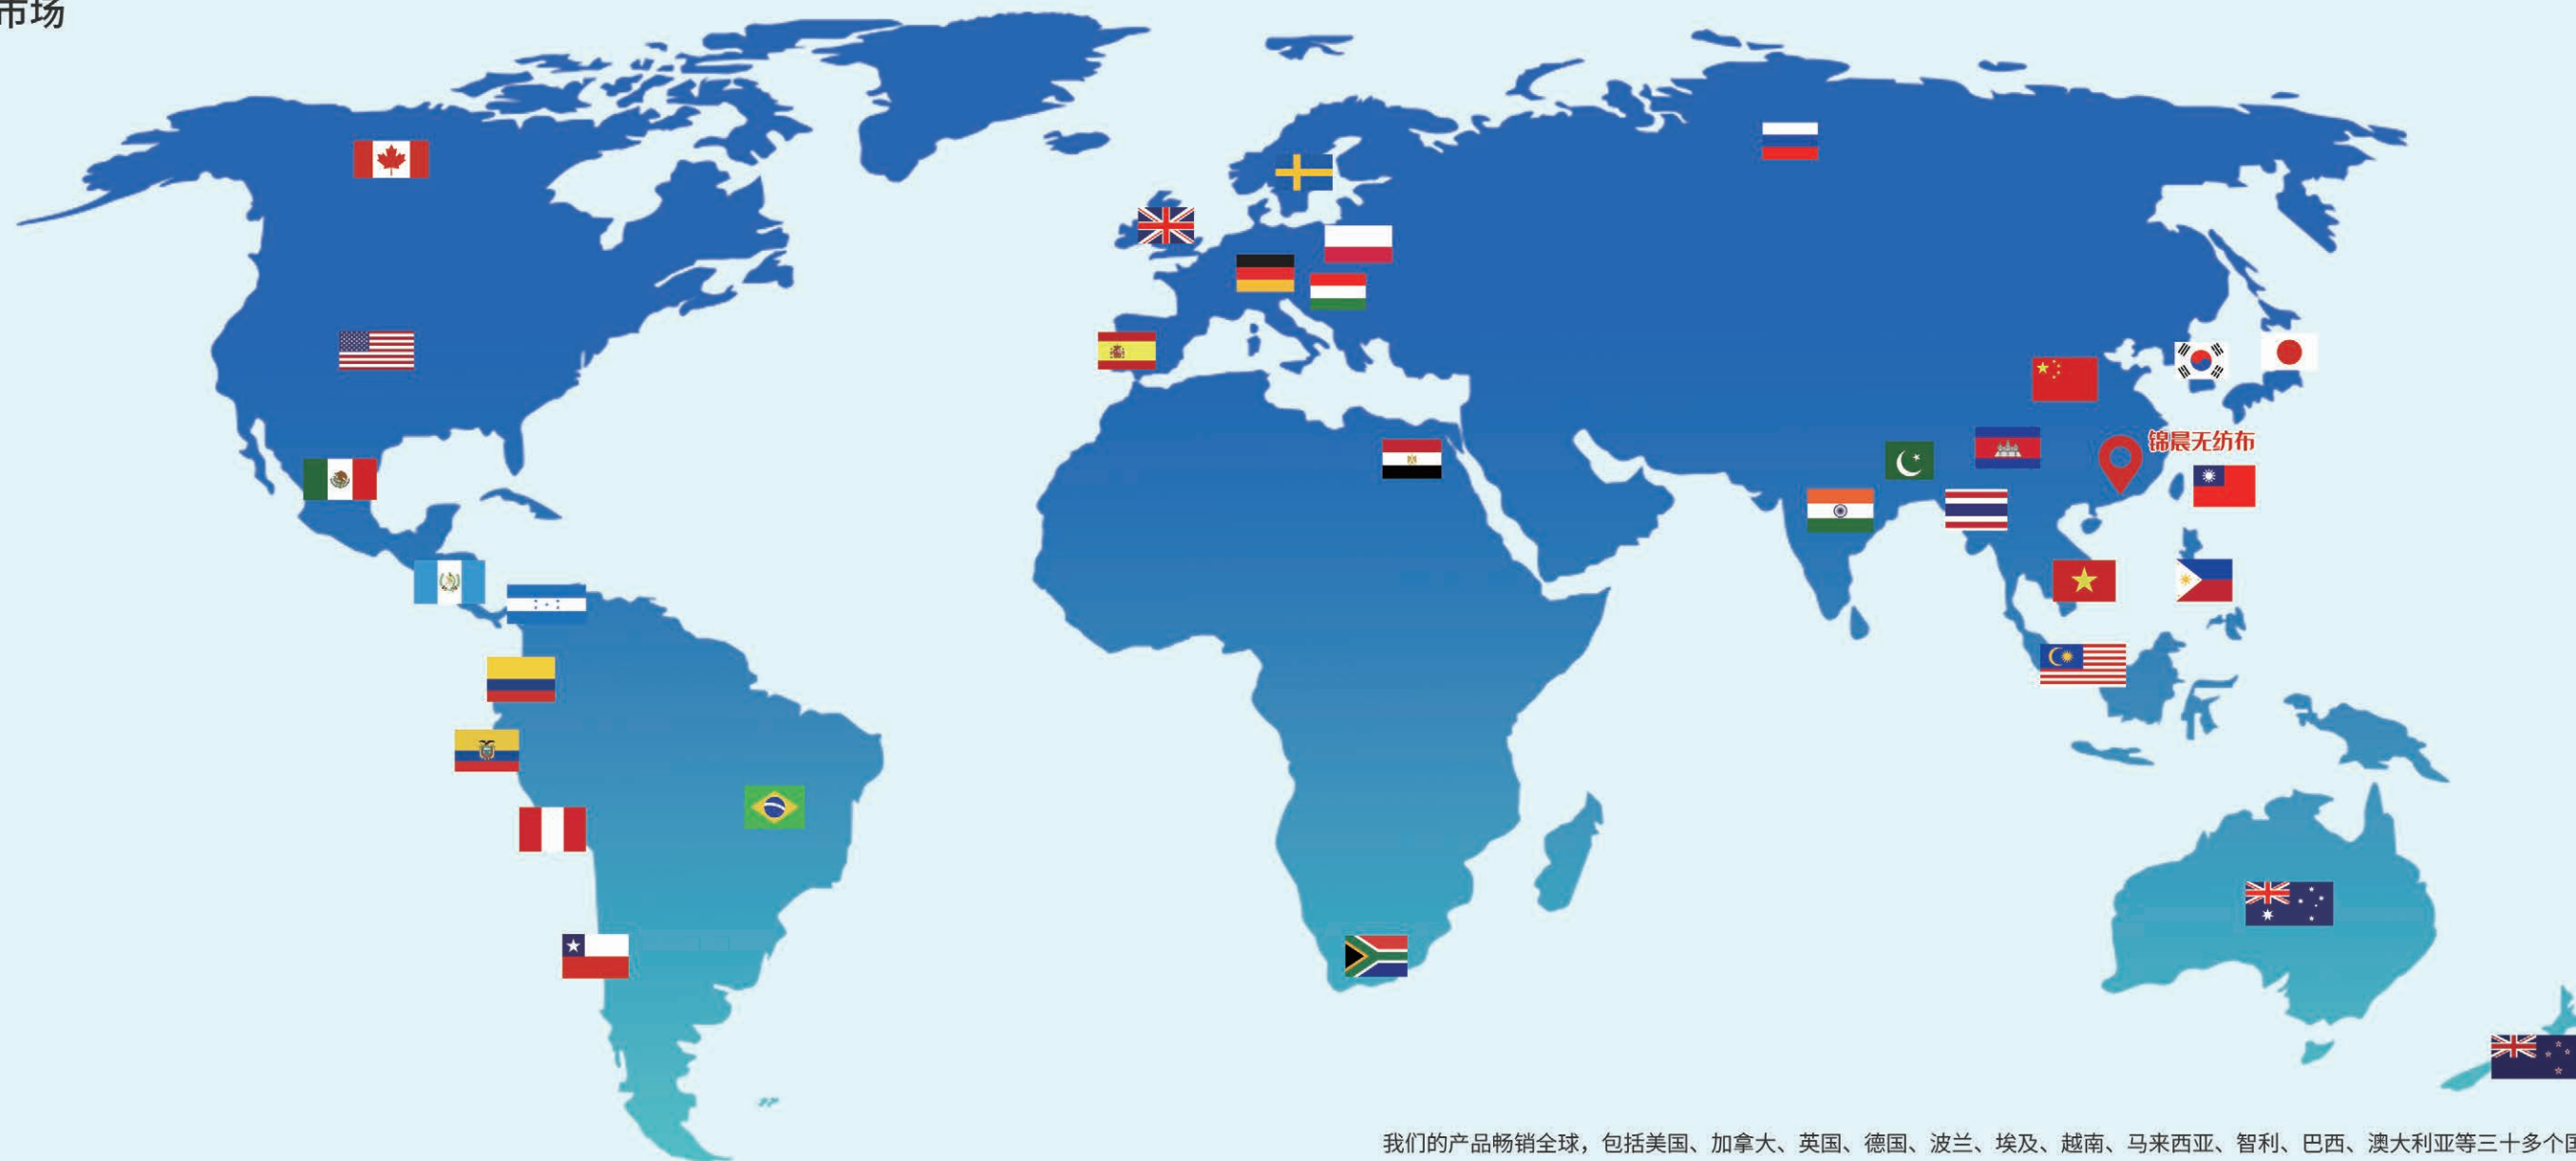 市场
锦晨无纺布
我们的产品畅销全球，包括美国、加拿大、英国、德国、波兰、埃及、越南、马来西亚、智利、巴西、澳大利亚等三十多个国